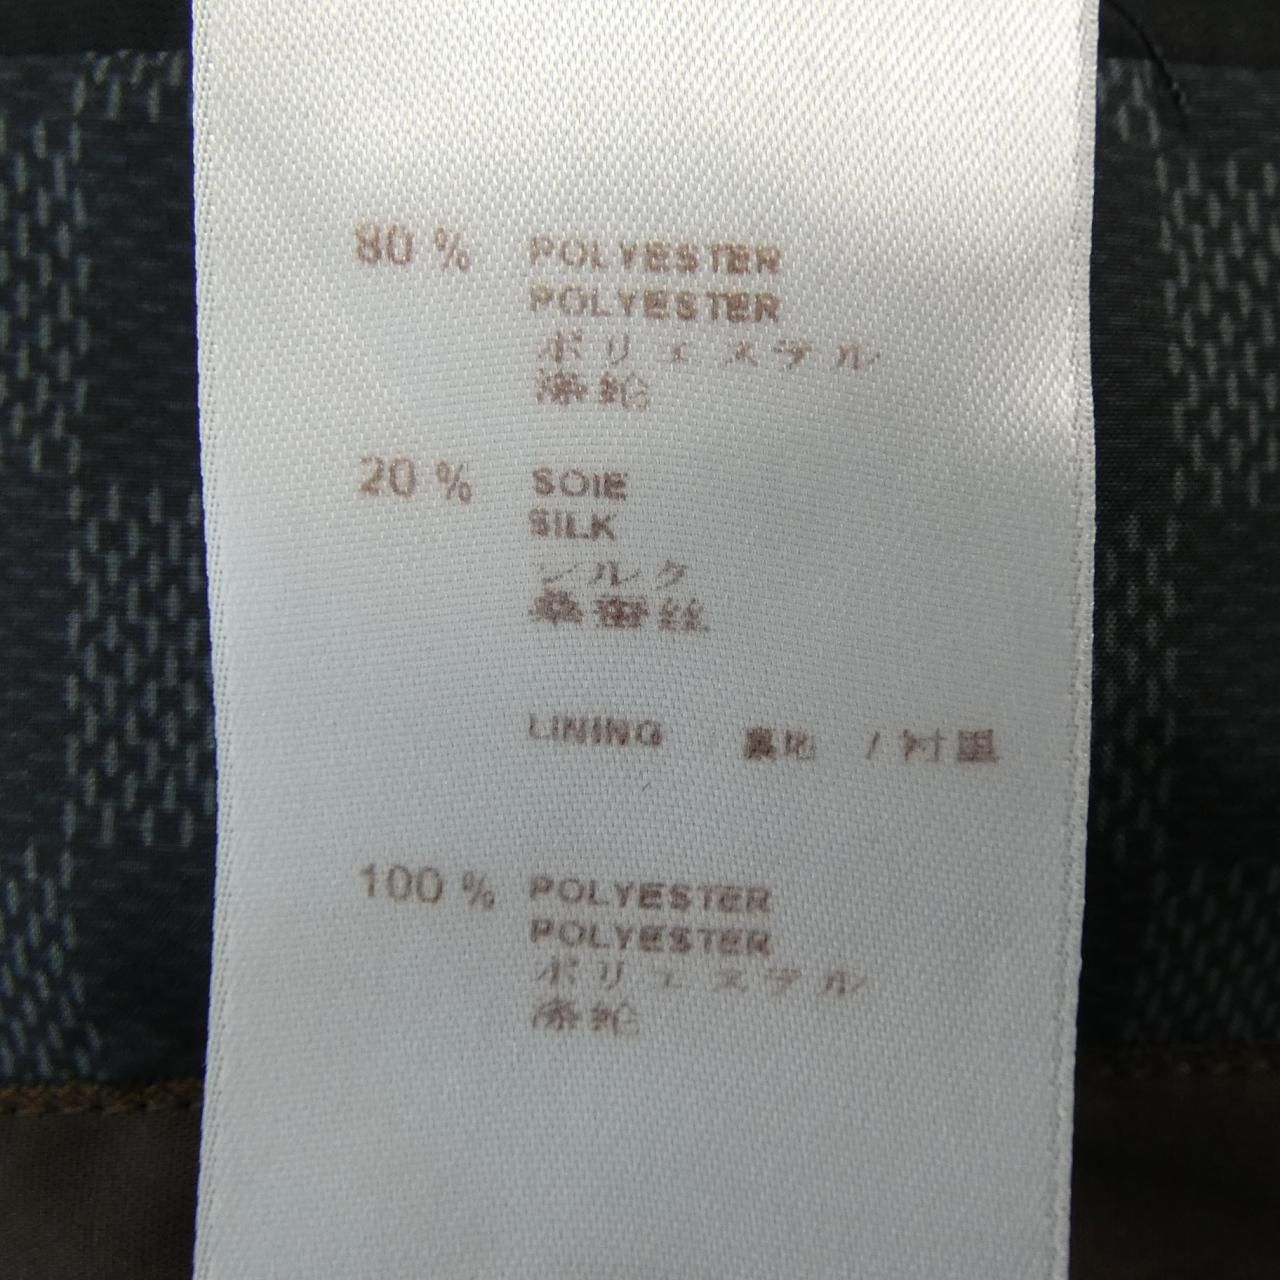 80 % POLYESTER
POLYESTER
ポリエステル
涤纶
20 % SOIE
SILK
シルク
桑蚕丝
LINING / 裏地 / 衬里
100 % POLYESTER
POLYESTER
ポリエステル
涤纶